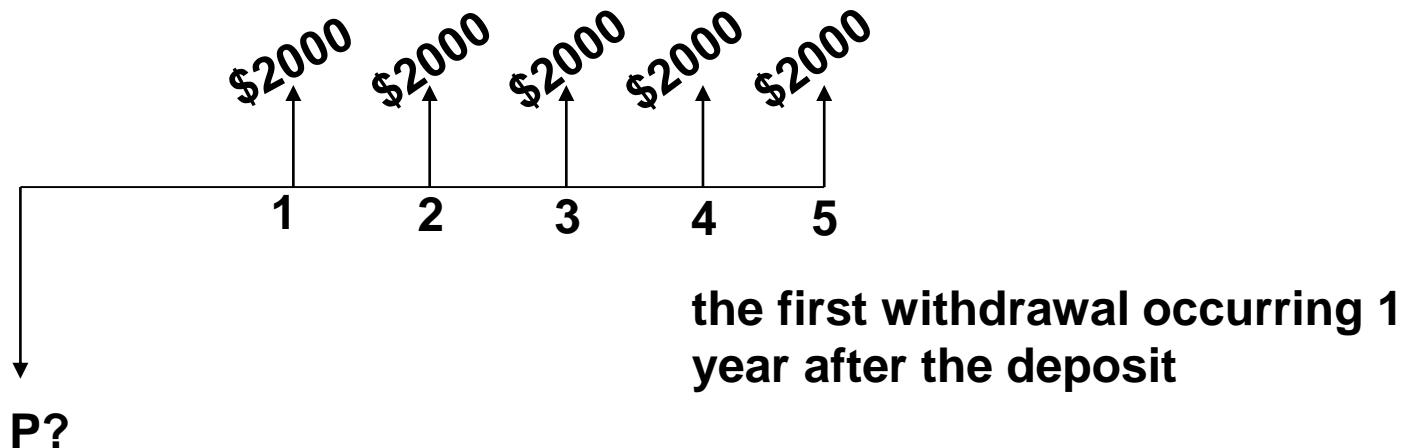 $2000 $2000 $2000 $2000 $2000
1 2 3 4 5
the first withdrawal occurring 1
year after the deposit
P?